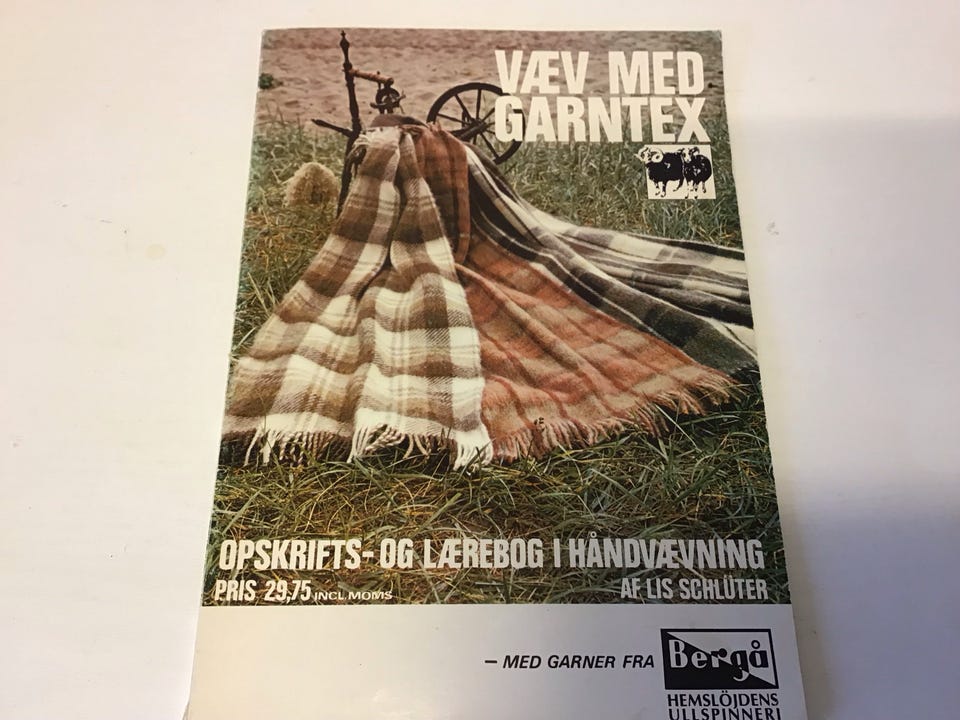 VÆV MED
GARNTEX
OPSKRIFTS- OG LÆREBOG I HÅNDVÆVNING
PRIS 29,75 INCL. MOMS
AF LIS SCHLÜTER
– MED GARNER FRA
Bergå
HEMSLÖJDENS
ULLSPINNERI